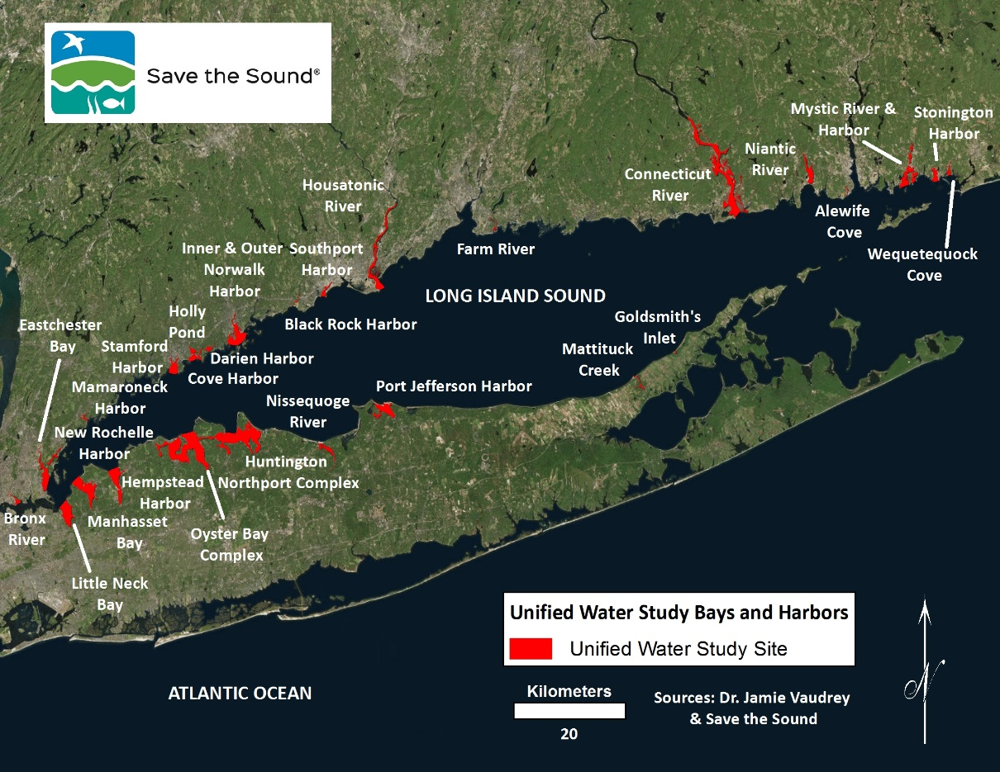 Save the Sound®
Mystic River &
Harbor
Stonington
Harbor
Niantic
River
Connecticut
River
Housatonic
River
Alewife
Cove
Wequetequock
Cove
Farm River
Inner & Outer
Norwalk
Harbor
Southport
Harbor
LONG ISLAND SOUND
Black Rock Harbor
Holly
Pond
Eastchester
Bay
Stamford
Harbor
Darien Harbor
Cove Harbor
Goldsmith's
Inlet
Mattituck
Creek
Mamaroneck
Harbor
Port Jefferson Harbor
Nissequoge
River
New Rochelle
Harbor
Huntington
Northport Complex
Hempstead
Harbor
Bronx
River
Manhasset
Bay
Oyster Bay
Complex
Little Neck
Bay
Unified Water Study Bays and Harbors
Unified Water Study Site
ATLANTIC OCEAN
Kilometers
20
Sources: Dr. Jamie Vaudrey
& Save the Sound
N